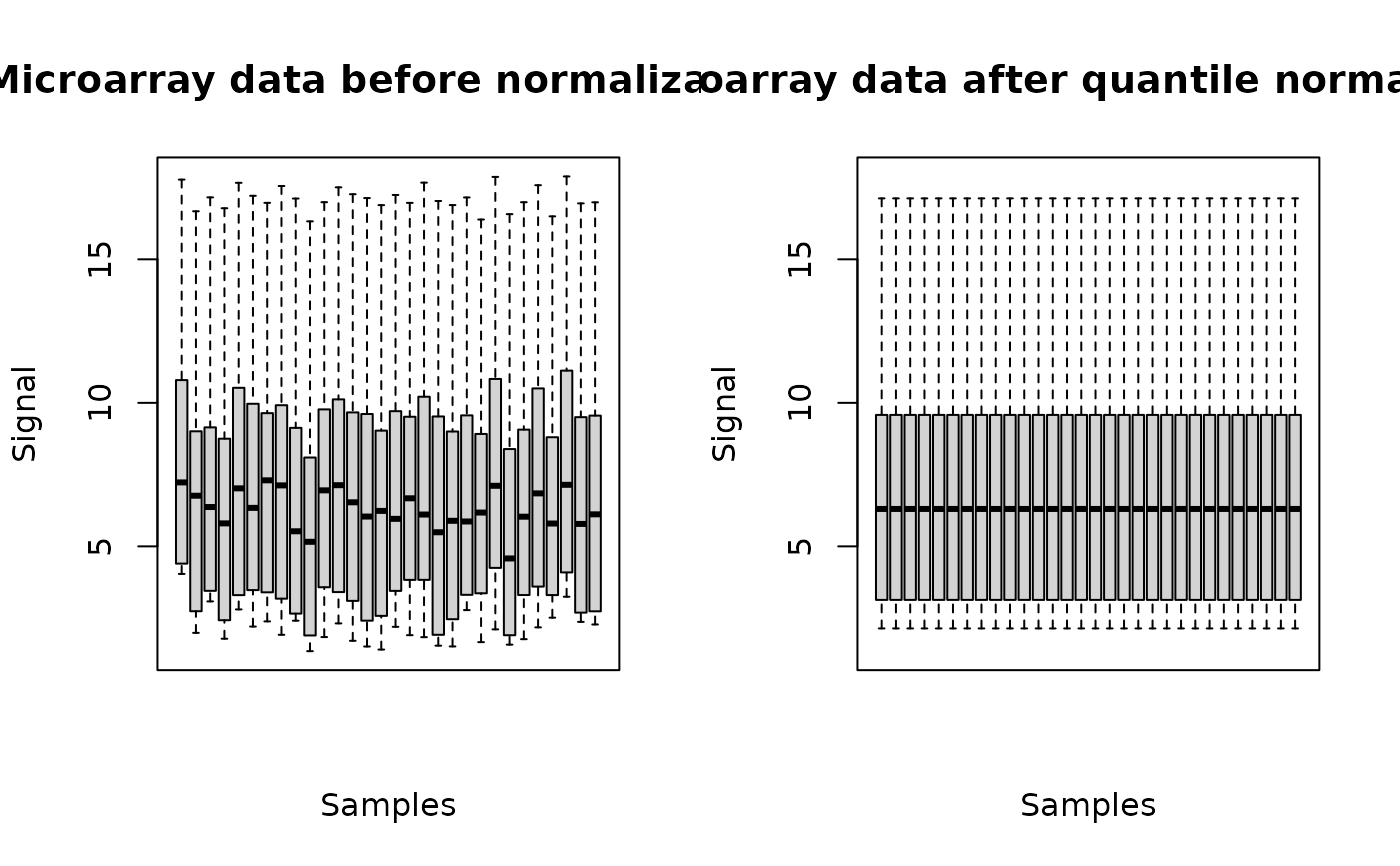 Microarray data before normaliza
oarray data after quantile norma
Signal
15
10
5
Samples
Signal
15
10
5
Samples